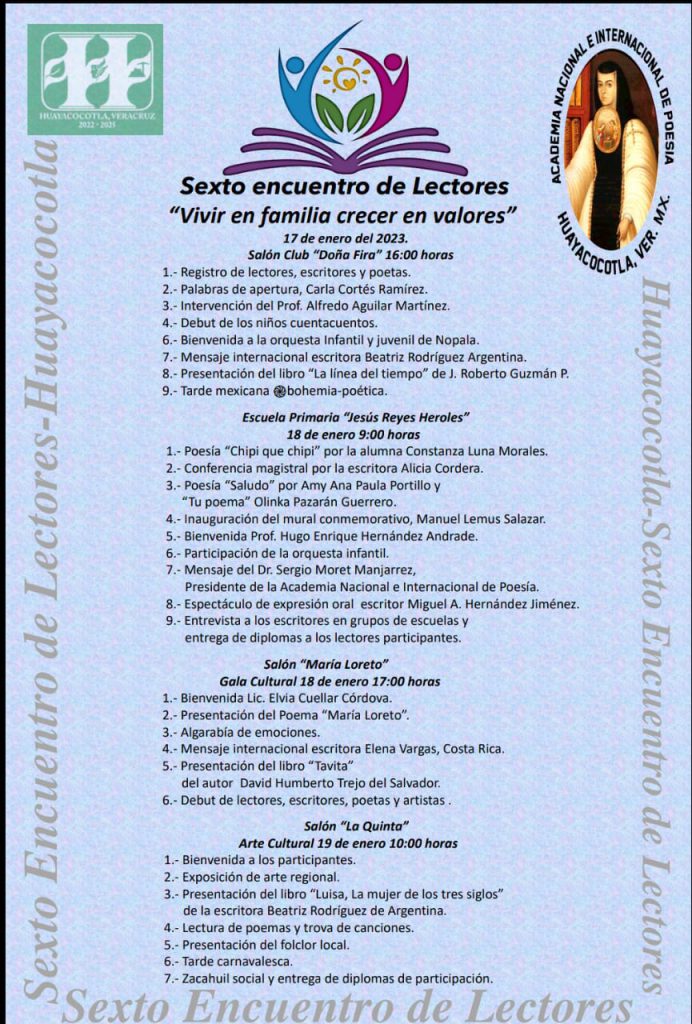 H
HUAYACOCOTLA, VERACRUZ
2022 - 2025
ACADEMIA NACIONAL E INTERNACIONAL DE POESIA
HUAYACOCOTLA, VER. MX.
Sexto encuentro de Lectores
“Vivir en familia crecer en valores”
17 de enero del 2023.
Salón Club “Doña Fira” 16:00 horas
1.- Registro de lectores, escritores y poetas.
2.- Palabras de apertura, Carla Cortés Ramírez.
3.- Intervención del Prof. Alfredo Aguilar Martínez.
4.- Debut de los niños cuentacuentos.
6.- Bienvenida a la orquesta Infantil y juvenil de Nopala.
7.- Mensaje internacional escritora Beatriz Rodríguez Argentina.
8.- Presentación del libro “La línea del tiempo” de J. Roberto Guzmán P.
9.- Tarde mexicana bohemia-poética.
Escuela Primaria “Jesús Reyes Heroles”
18 de enero 9:00 horas
1.- Poesía “Chipi que chipi” por la alumna Constanza Luna Morales.
2.- Conferencia magistral por la escritora Alicia Cordera.
3.- Poesía “Saludo” por Amy Ana Paula Portillo y
“Tu poema” Olinka Pazarán Guerrero.
4.- Inauguración del mural conmemorativo, Manuel Lemus Salazar.
5.- Bienvenida Prof. Hugo Enrique Hernández Andrade.
6.- Participación de la orquesta infantil.
7.- Mensaje del Dr. Sergio Moret Manjarrez,
Presidente de la Academia Nacional e Internacional de Poesía.
8.- Espectáculo de expresión oral  escritor Miguel A. Hernández Jiménez.
9.- Entrevista a los escritores en grupos de escuelas y
entrega de diplomas a los lectores participantes.
Salón “María Loreto”
Gala Cultural 18 de enero 17:00 horas
1.- Bienvenida Lic. Elvia Cuellar Córdova.
2.- Presentación del Poema “María Loreto”.
3.- Algarabía de emociones.
4.- Mensaje internacional escritora Elena Vargas, Costa Rica.
5.- Presentación del libro “Tavita”
del autor  David Humberto Trejo del Salvador.
6.- Debut de lectores, escritores, poetas y artistas .
Salón “La Quinta”
Arte Cultural 19 de enero 10:00 horas
1.- Bienvenida a los participantes.
2.- Exposición de arte regional.
3.- Presentación del libro “Luisa, La mujer de los tres siglos”
de la escritora Beatriz Rodríguez de Argentina.
4.- Lectura de poemas y trova de canciones.
5.- Presentación del folclor local.
6.- Tarde carnavalesca.
7.- Zacahuil social y entrega de diplomas de participación.
Sexto Encuentro de Lectores-Huayacocotla
Huayacocotla-Sexto Encuentro de Lectores
Sexto Encuentro de Lectores